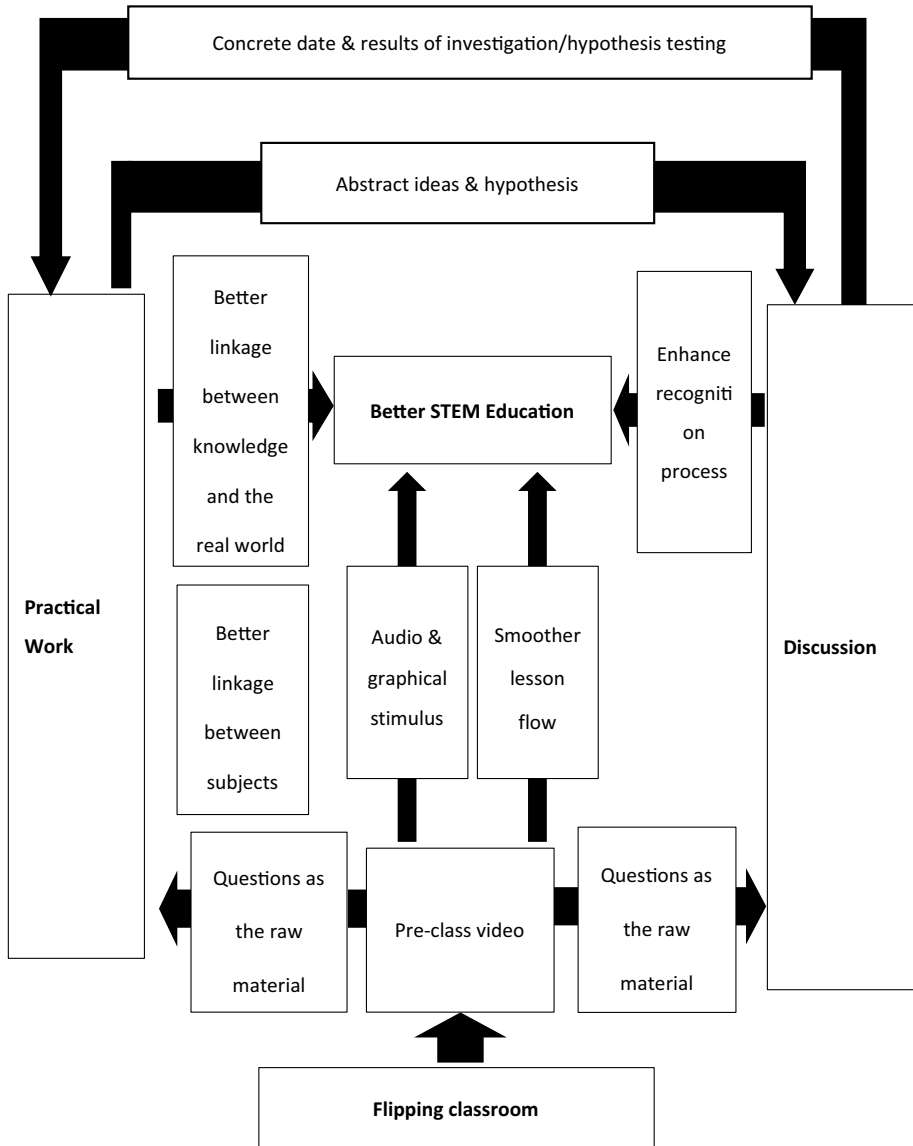 Concrete date & results of investigation/hypothesis testing
Abstract ideas & hypothesis
Better
linkage
between
knowledge
and the
real world
Better STEM Education
Enhance
recogniti
on
process
Practical
Work
Better
linkage
between
subjects
Audio &
graphical
stimulus
Smoother
lesson
flow
Discussion
Questions as
the raw
material
Pre-class video
Questions as
the raw
material
Flipping classroom